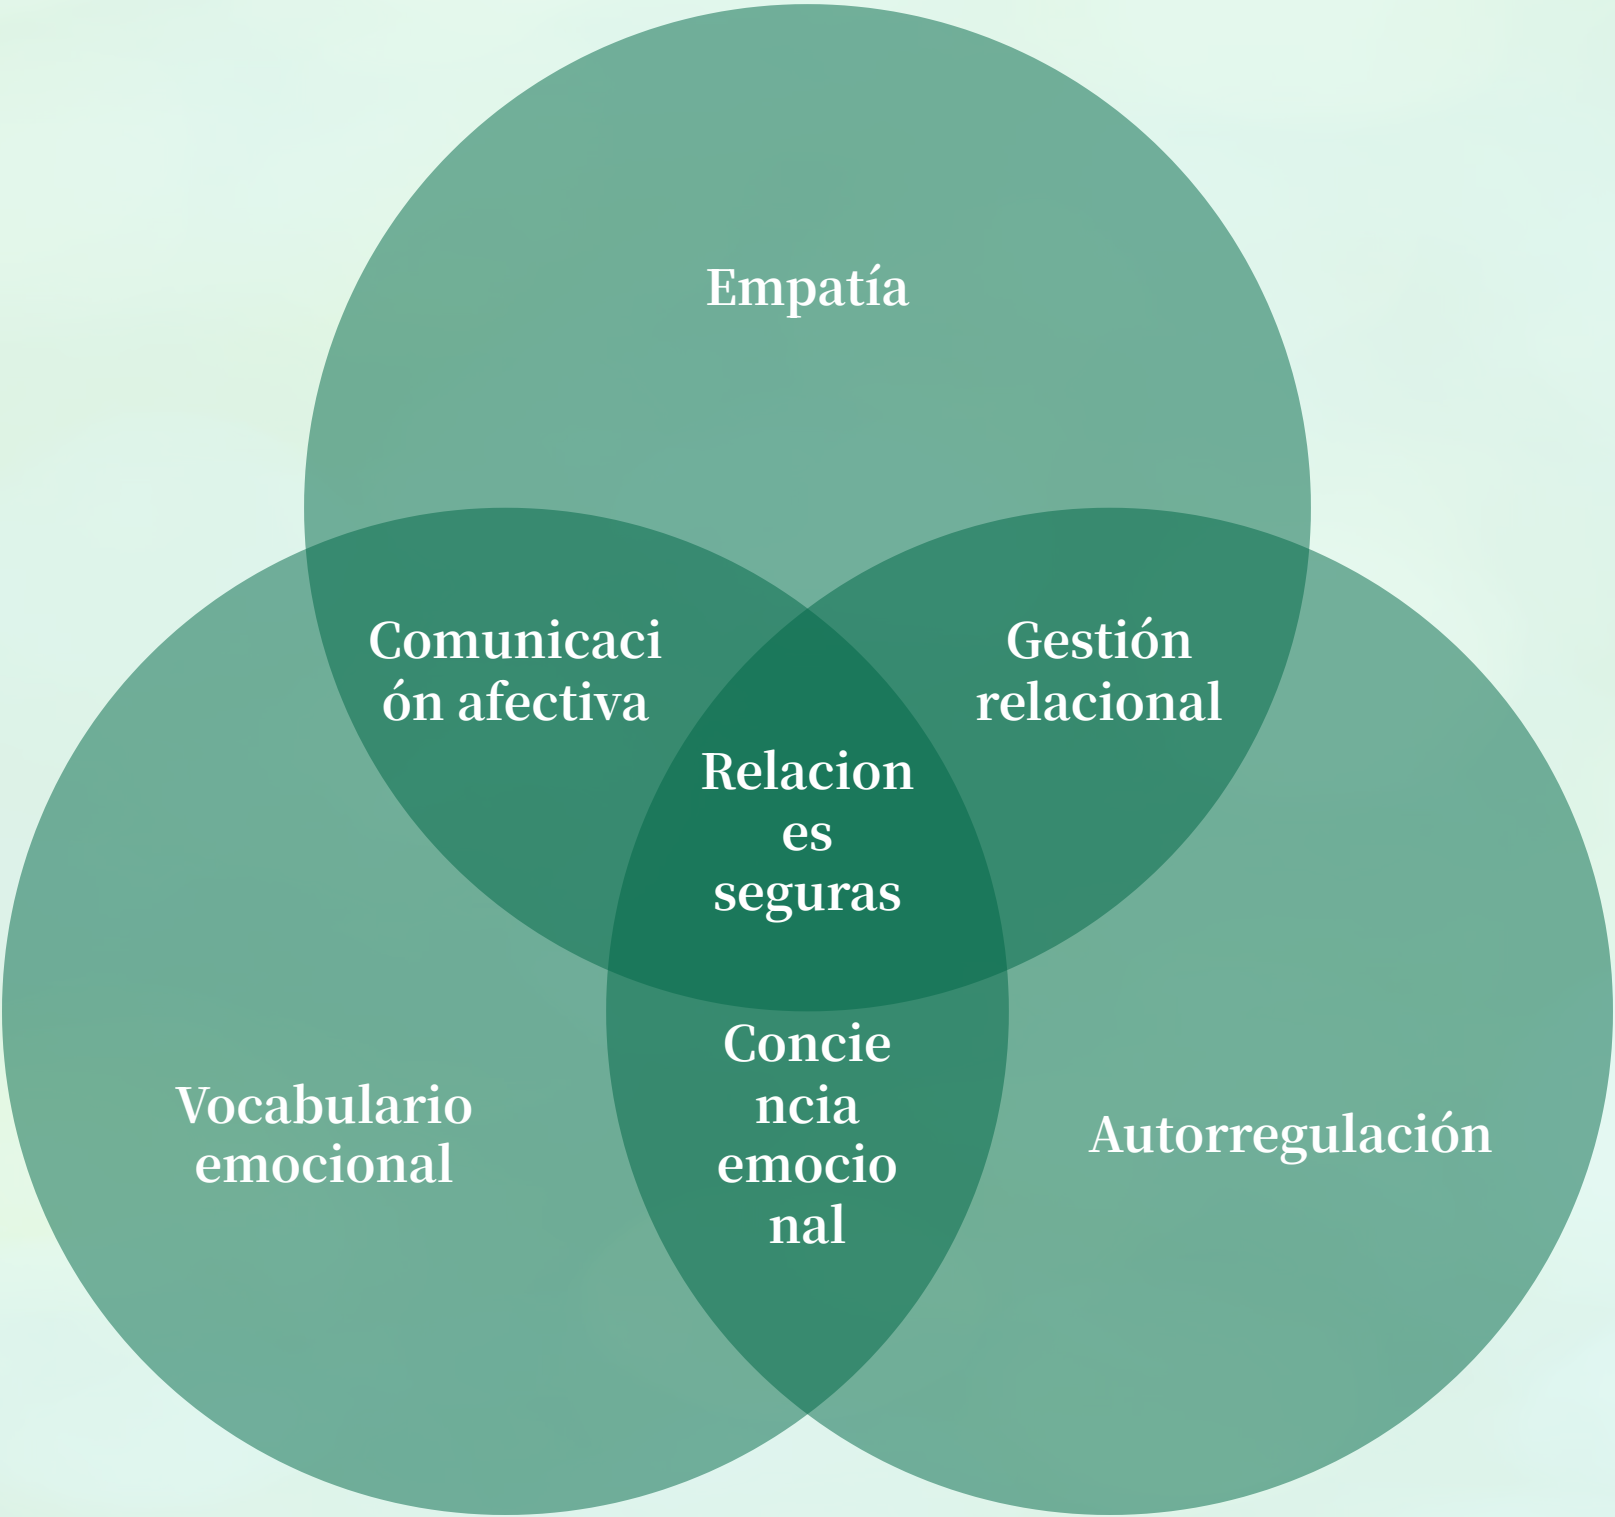 Empatía
Comunicaci
ón afectiva
Gestión
relacional
Relacion
es
seguras
Concie
ncia
emocio
nal
Vocabulario
emocional
Autorregulación